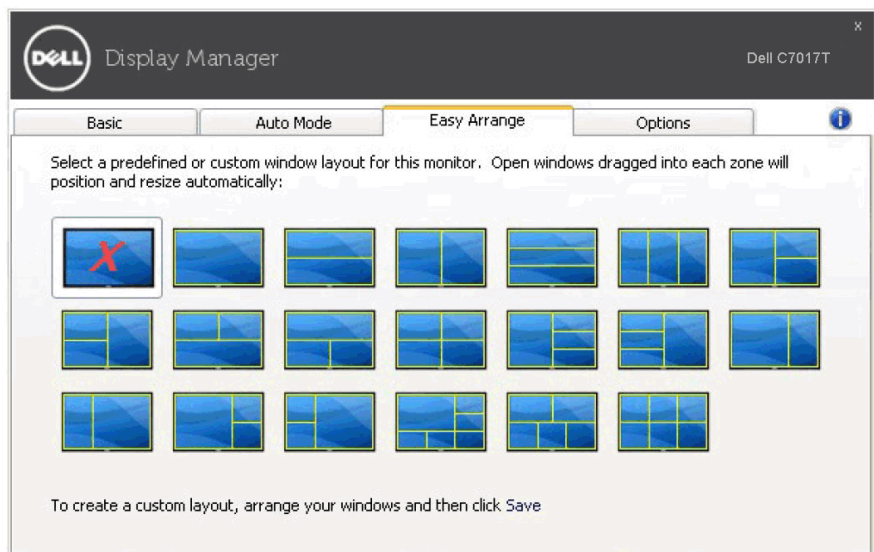 DELL Display Manager
x
Dell C7017T
Basic
Auto Mode
Easy Arrange
Options
i
Select a predefined or custom window layout for this monitor. Open windows dragged into each zone will
position and resize automatically:
X
To create a custom layout, arrange your windows and then click Save